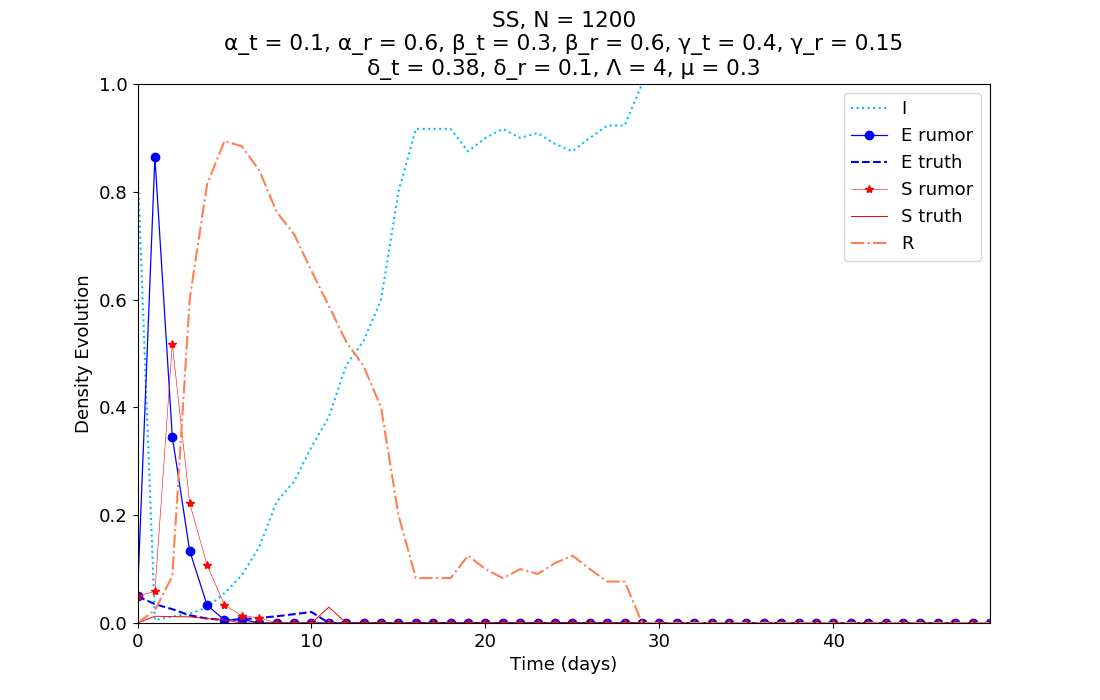 SS, N = 1200
α_t = 0.1, α_r = 0.6, β_t = 0.3, β_r = 0.6, γ_t = 0.4, γ_r = 0.15
δ_t = 0.38, δ_r = 0.1, Λ = 4, μ = 0.3
1.0
0.8
0.6
0.4
0.2
0.0
Density Evolution
I
E rumor
E truth
S rumor
S truth
R
0
10
20
30
40
Time (days)